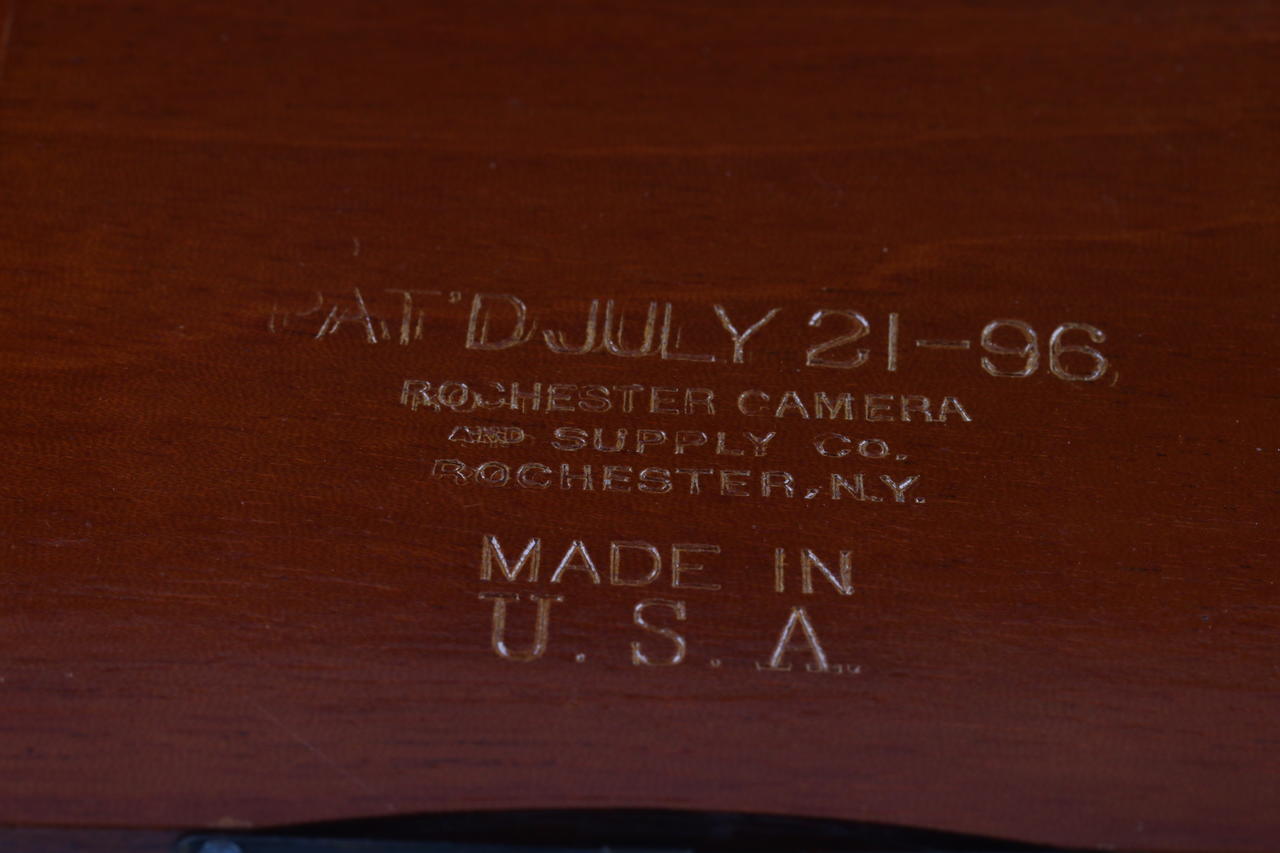 PAT'D JULY 21-96
ROCHESTER CAMERA
AND SUPPLY CO.
ROCHESTER, N.Y.
MADE IN
U.S.A